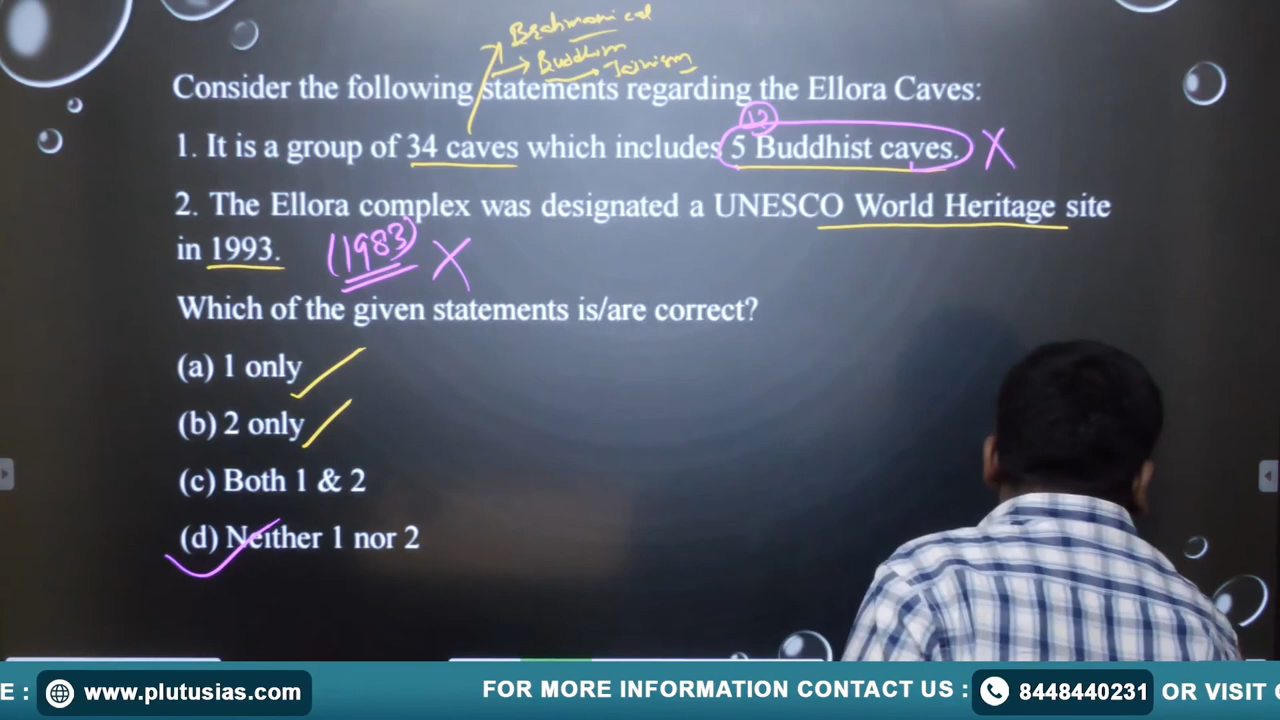 Brahmanical
Buddhism
Jainism
Consider the following statements regarding the Ellora Caves:
12
1. It is a group of 34 caves which includes 5 Buddhist caves. X
2. The Ellora complex was designated a UNESCO World Heritage site
in 1993. (1983) X
Which of the given statements is/are correct?
(a) 1 only
(b) 2 only
(c) Both 1 & 2
(d) Neither 1 nor 2
E : www.plutusias.com FOR MORE INFORMATION CONTACT US : 8448440231 OR VISIT